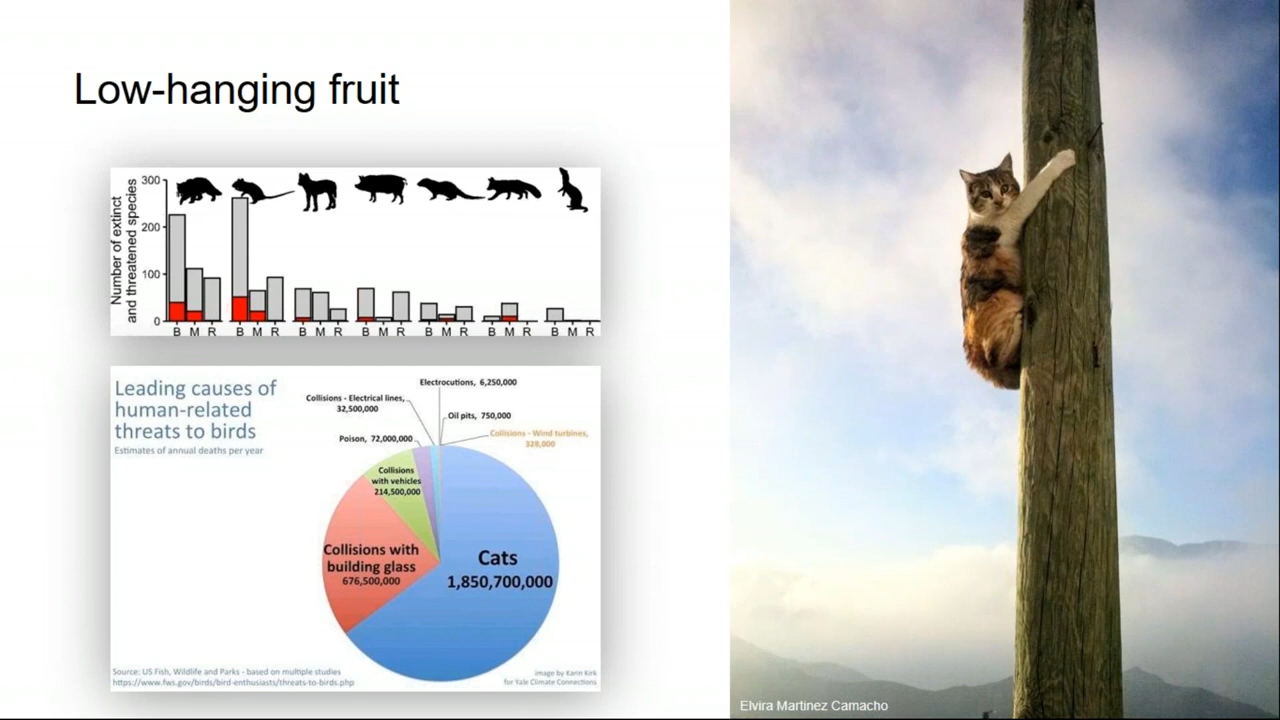 Low-hanging fruit
Number of extinct
and threatened species
300
200
100
0
B M R B M R B M R B M R B M R B M R B M R
Leading causes of
human-related
threats to birds
Estimates of annual deaths per year
Electrocutions, 6,250,000
Collisions - Electrical lines,
32,500,000
Oil pits, 750,000
Collisions - Wind turbines,
328,000
Poison, 72,000,000
Collisions
with vehicles
214,500,000
Collisions with
building glass
676,500,000
Cats
1,850,700,000
Source: US Fish, Wildlife and Parks - based on multiple studies
https://www.fws.gov/birds/bird-enthusiasts/threats-to-birds.php
image by Karin Kirk
for Yale Climate Connections
Elvira Martinez Camacho